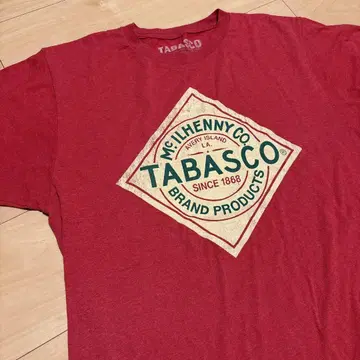 TABASCO
McILHENNY CO.
AVERY ISLAND
LA.
TABASCO®
SINCE 1868
BRAND PRODUCTS